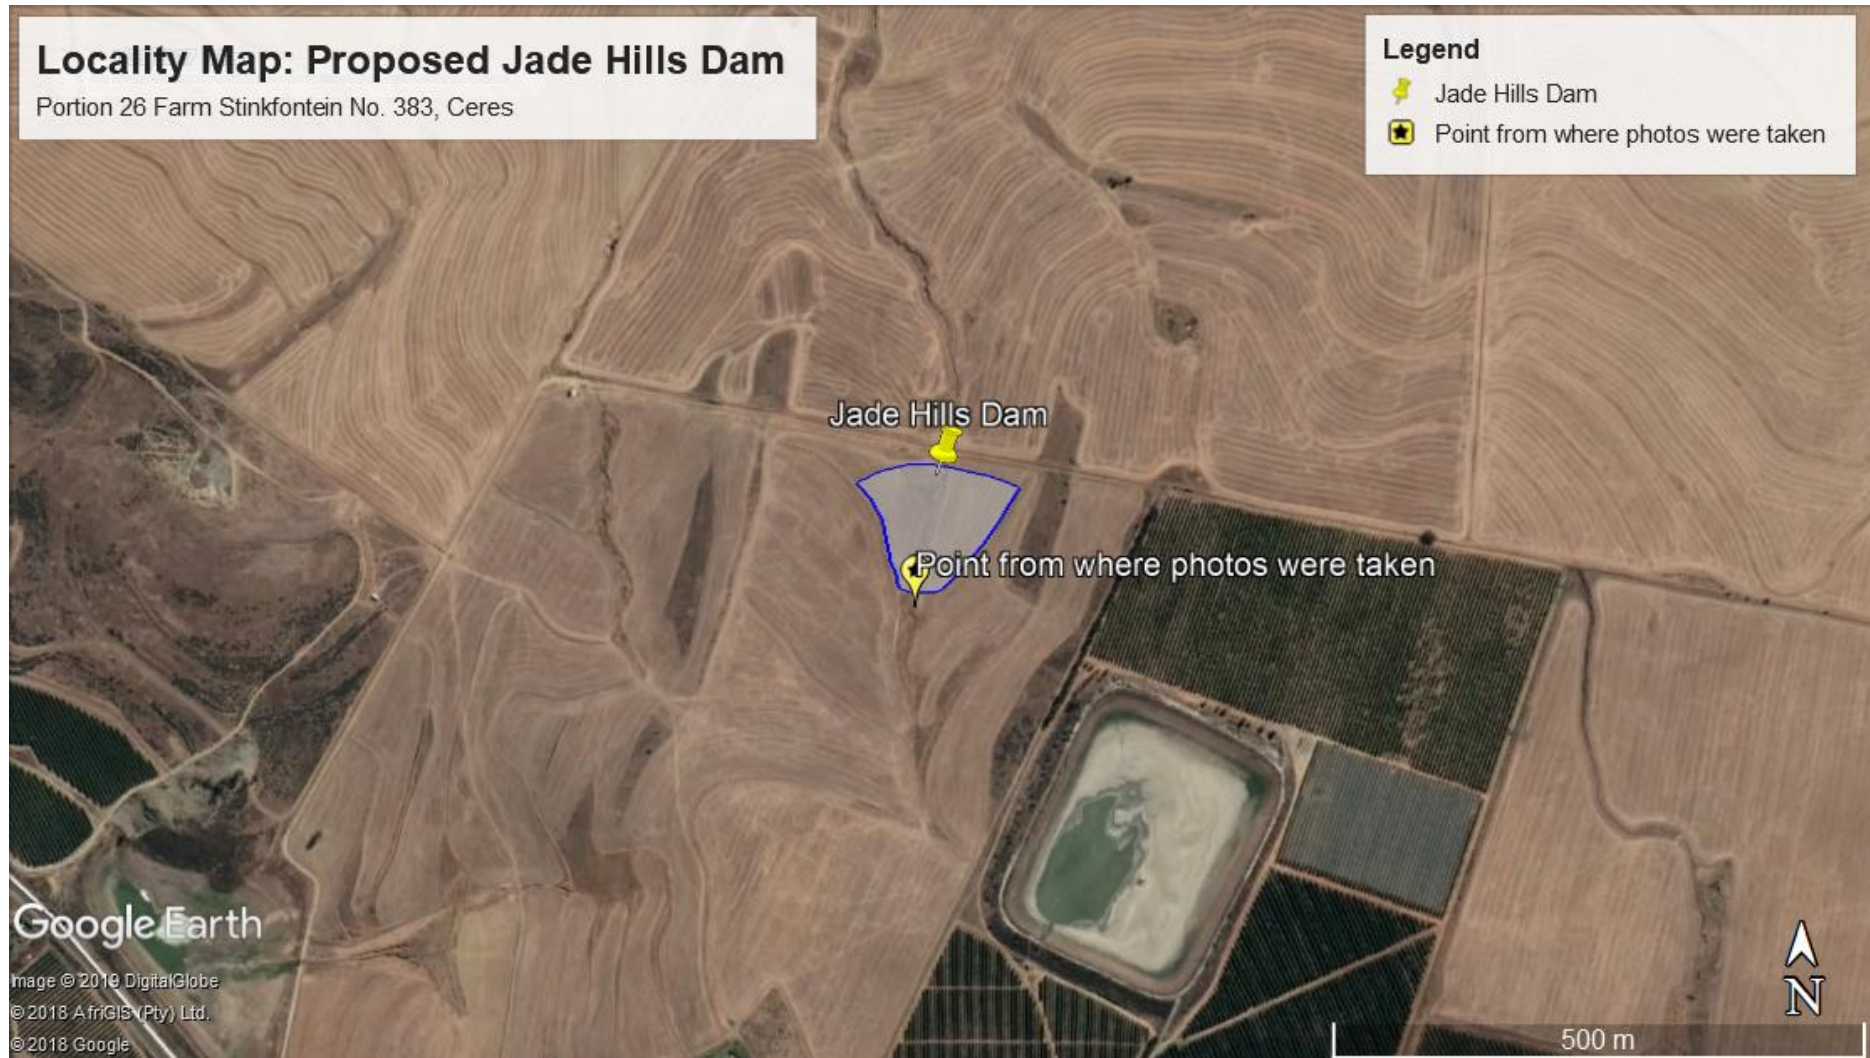 Locality Map: Proposed Jade Hills Dam
Portion 26 Farm Stinkfontein No. 383, Ceres
Legend
Jade Hills Dam
Point from where photos were taken
Jade Hills Dam
Point from where photos were taken
Google Earth
Image © 2019 DigitalGlobe
© 2018 AfriGIS (Pty) Ltd.
© 2018 Google
N
500 m